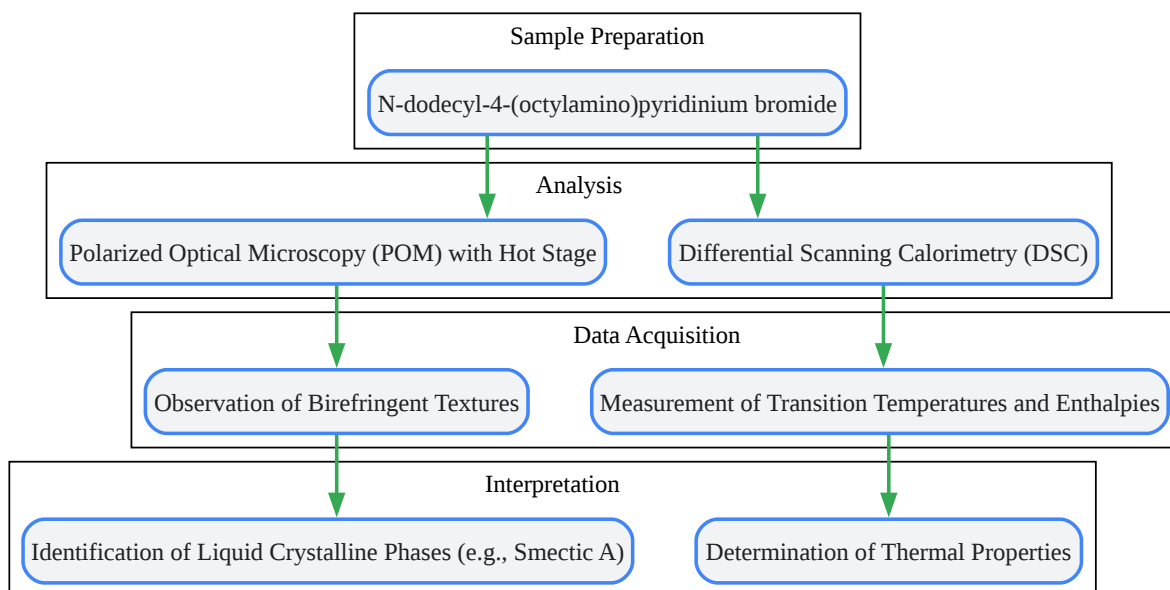 Sample Preparation
N-dodecyl-4-(octylamino)pyridinium bromide
Analysis
Polarized Optical Microscopy (POM) with Hot Stage
Differential Scanning Calorimetry (DSC)
Data Acquisition
Observation of Birefringent Textures
Measurement of Transition Temperatures and Enthalpies
Interpretation
Identification of Liquid Crystalline Phases (e.g., Smectic A)
Determination of Thermal Properties